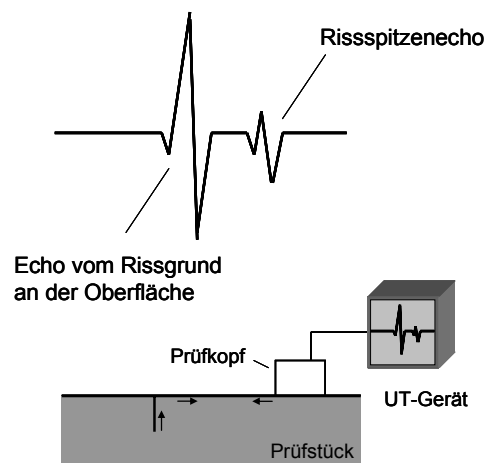 Rissspitzenecho
Echo vom Rissgrund
an der Oberfläche
Prüfkopf
UT-Gerät
Prüfstück